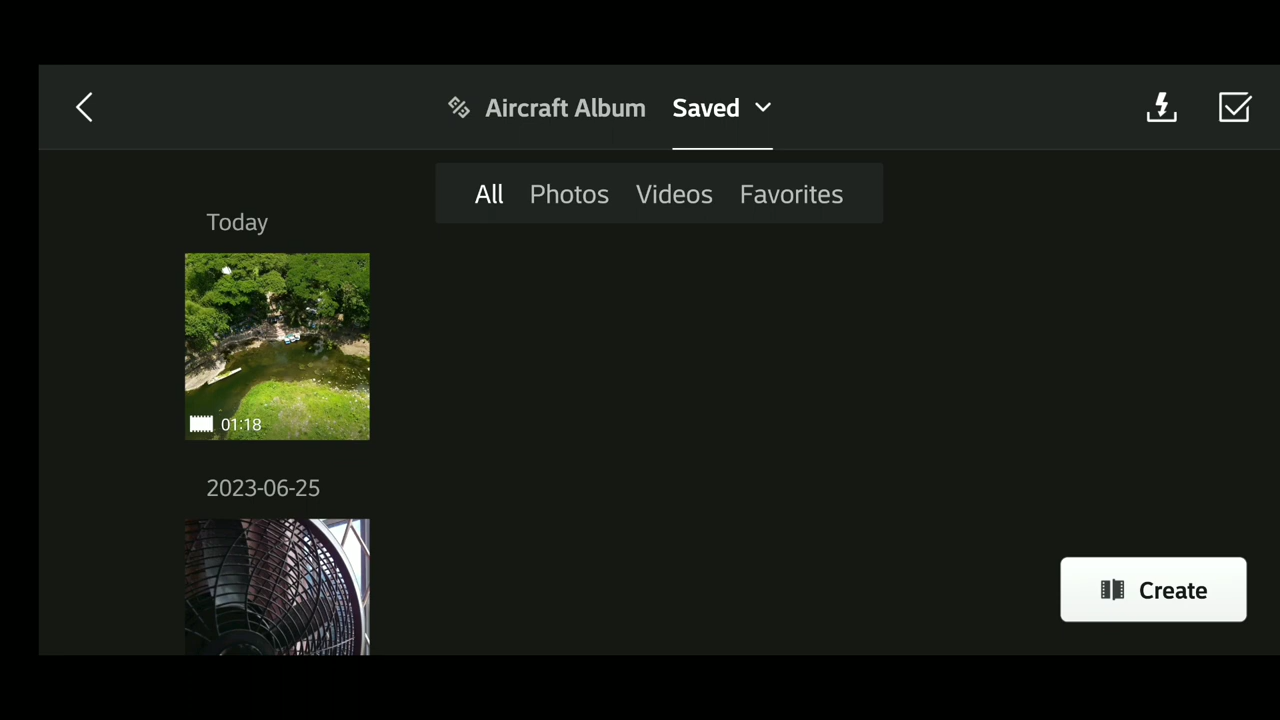 Aircraft Album Saved
All Photos Videos Favorites
Today
01:18
2023-06-25
Create